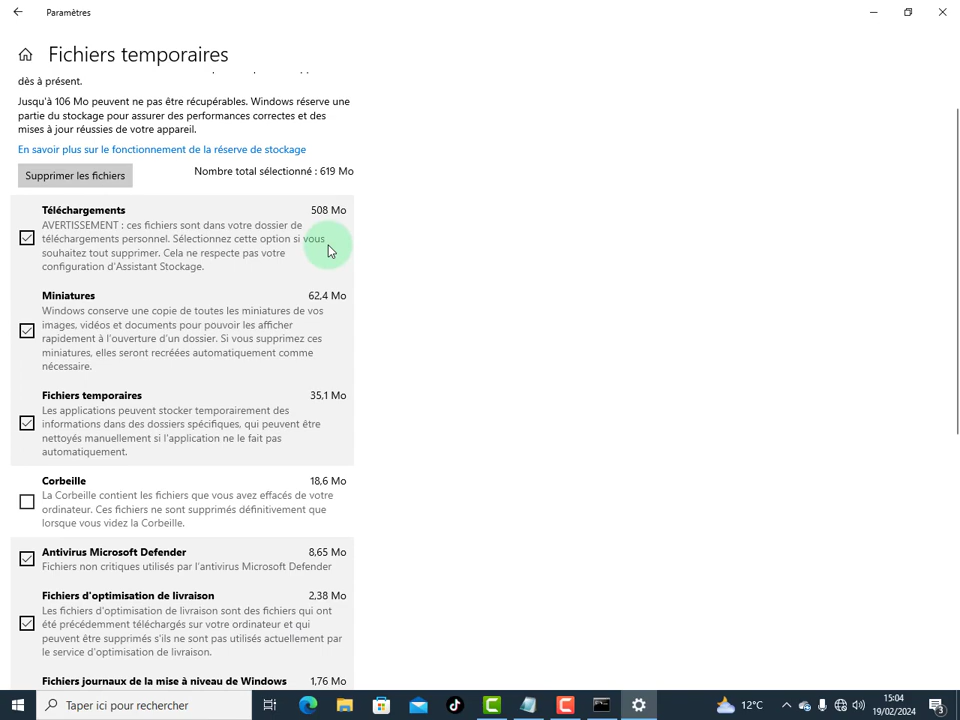 Paramètres
Fichiers temporaires
dès à présent.
Jusqu'à 106 Mo peuvent ne pas être récupérables. Windows réserve une
partie du stockage pour assurer des performances correctes et des
mises à jour réussies de votre appareil.
En savoir plus sur le fonctionnement de la réserve de stockage
Supprimer les fichiers
Nombre total sélectionné : 619 Mo
Téléchargements 508 Mo
AVERTISSEMENT : ces fichiers sont dans votre dossier de
téléchargements personnel. Sélectionnez cette option si vous
souhaitez tout supprimer. Cela ne respecte pas votre
configuration d'Assistant Stockage.
Miniatures 62,4 Mo
Windows conserve une copie de toutes les miniatures de vos
images, vidéos et documents pour pouvoir les afficher
rapidement à l'ouverture d'un dossier. Si vous supprimez ces
miniatures, elles seront recréées automatiquement comme
nécessaire.
Fichiers temporaires 35,1 Mo
Les applications peuvent stocker temporairement des
informations dans des dossiers spécifiques, qui peuvent être
nettoyés manuellement si l'application ne le fait pas
automatiquement.
Corbeille 18,6 Mo
La Corbeille contient les fichiers que vous avez effacés de votre
ordinateur. Ces fichiers ne sont supprimés définitivement que
lorsque vous videz la Corbeille.
Antivirus Microsoft Defender 8,65 Mo
Fichiers non critiques utilisés par l'antivirus Microsoft Defender
Fichiers d'optimisation de livraison 2,38 Mo
Les fichiers d'optimisation de livraison sont des fichiers qui ont
été précédemment téléchargés sur votre ordinateur et qui
peuvent être supprimés s'ils ne sont pas utilisés actuellement par
le service d'optimisation de livraison.
Fichiers journaux de la mise à niveau de Windows 1,76 Mo
Taper ici pour rechercher
12°C
15:04
19/02/2024
3